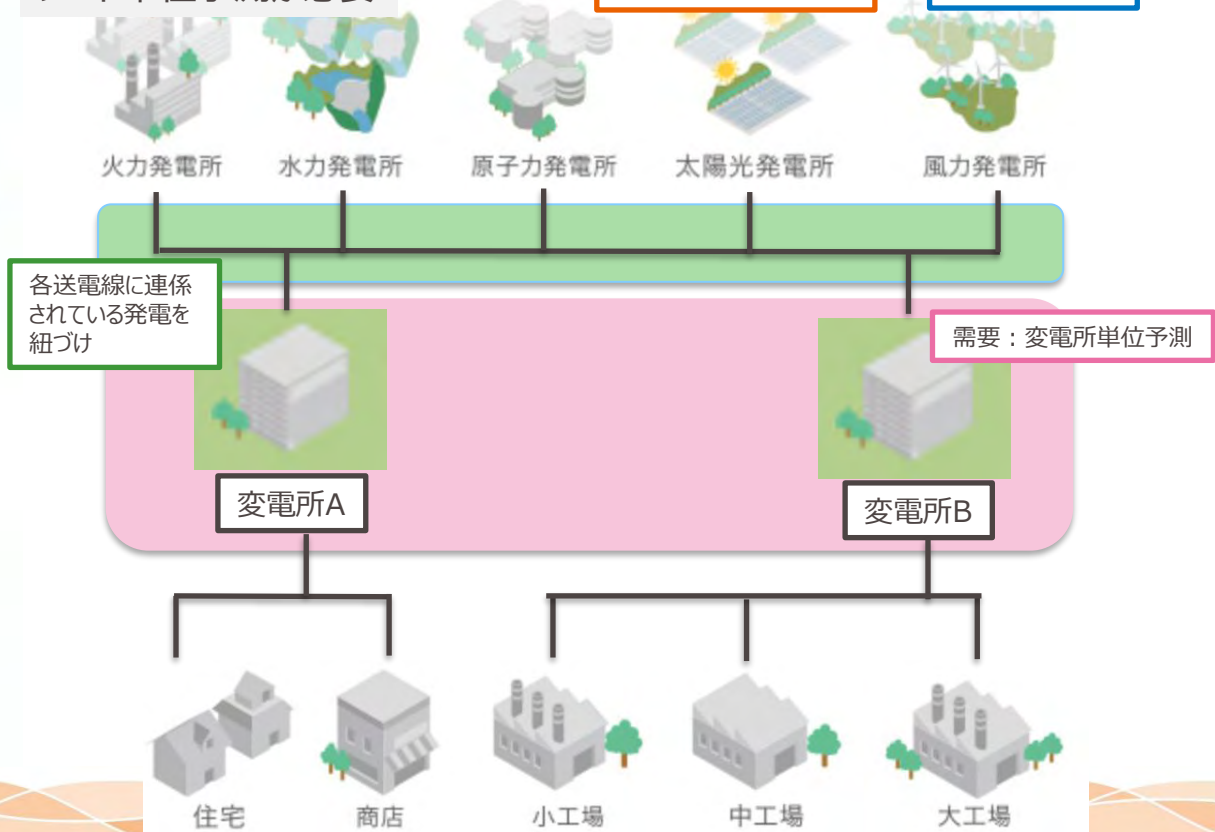 火力発電所
水力発電所
原子力発電所
太陽光発電所
風力発電所
各送電線に連係
されている発電を
紐づけ
需要：変電所単位予測
変電所A
変電所B
住宅
商店
小工場
中工場
大工場